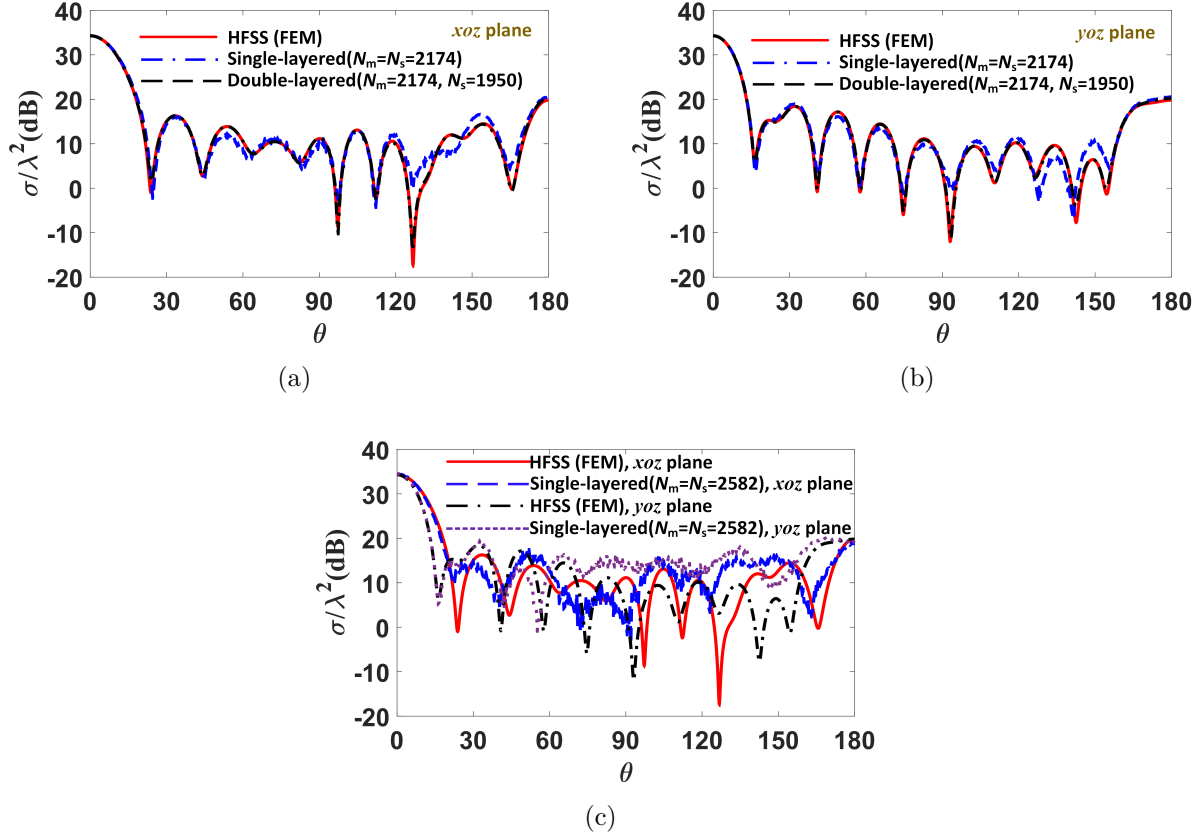 xoz plane
HFSS (FEM)
Single-layered(Nm=Ns=2174)
Double-layered(Nm=2174, Ns=1950)
40
30
20
10
0
-10
-20
σ/λ²(dB)
0 30 60 90 120 150 180
θ
(a)
yoz plane
HFSS (FEM)
Single-layered(Nm=Ns=2174)
Double-layered(Nm=2174, Ns=1950)
40
30
20
10
0
-10
-20
σ/λ²(dB)
0 30 60 90 120 150 180
θ
(b)
HFSS (FEM), xoz plane
Single-layered(Nm=Ns=2582), xoz plane
HFSS (FEM), yoz plane
Single-layered(Nm=Ns=2582), yoz plane
40
30
20
10
0
-10
-20
σ/λ²(dB)
0 30 60 90 120 150 180
θ
(c)